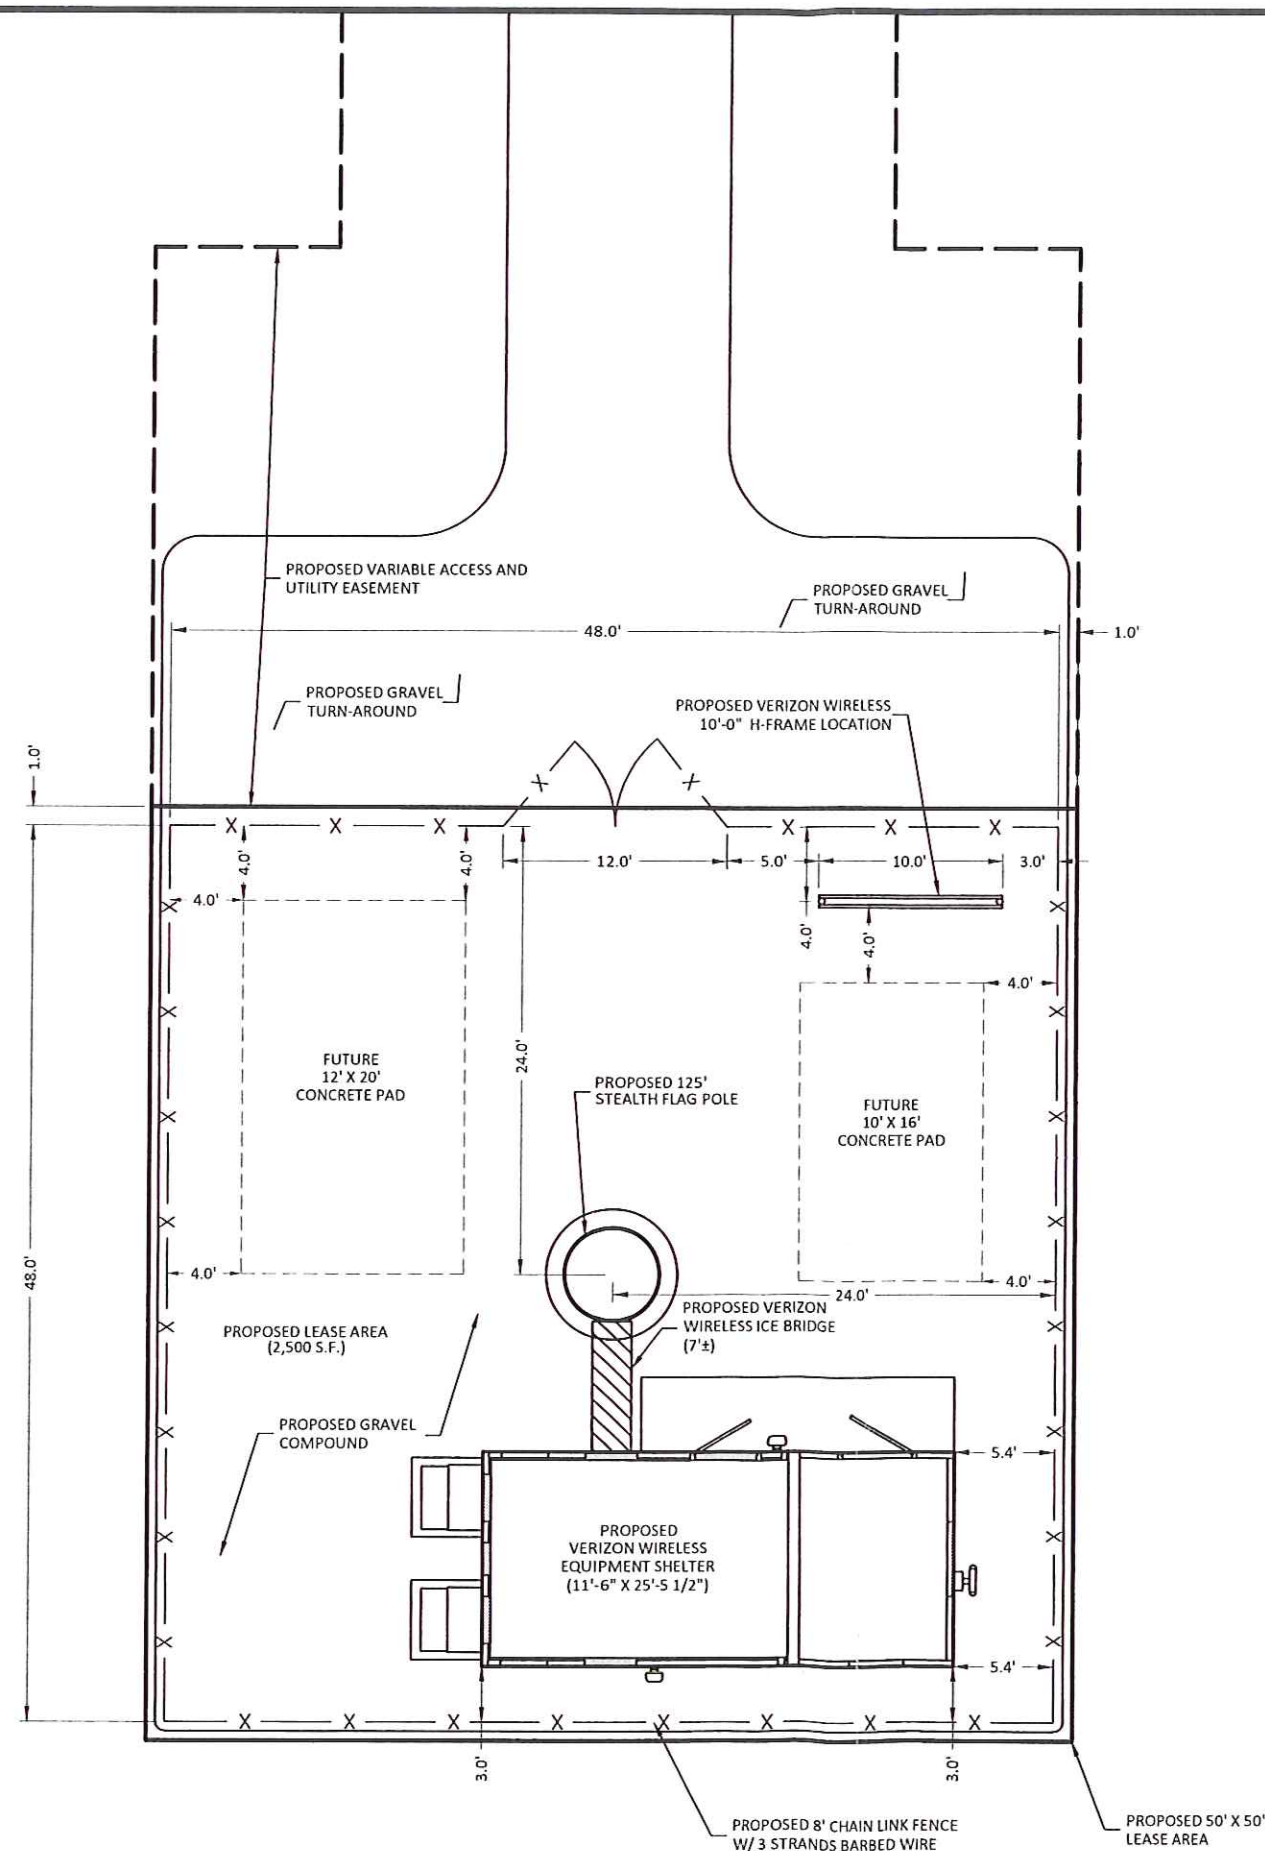 PROPOSED VARIABLE ACCESS AND
UTILITY EASEMENT
PROPOSED GRAVEL
TURN-AROUND
48.0'
1.0'
PROPOSED GRAVEL
TURN-AROUND
PROPOSED VERIZON WIRELESS
10'-0" H-FRAME LOCATION
1.0'
X
X
X
X
X
X
X
X
4.0'
4.0'
12.0'
5.0'
10.0'
3.0'
4.0'
X
X
4.0'
4.0'
4.0'
X
X
24.0'
FUTURE
12' X 20'
CONCRETE PAD
PROPOSED 125'
STEALTH FLAG POLE
FUTURE
10' X 16'
CONCRETE PAD
X
X
X
X
48.0'
4.0'
4.0'
24.0'
PROPOSED VERIZON
WIRELESS ICE BRIDGE
(7'±)
PROPOSED LEASE AREA
(2,500 S.F.)
X
X
PROPOSED GRAVEL
COMPOUND
X
X
5.4'
PROPOSED
VERIZON WIRELESS
EQUIPMENT SHELTER
(11'-6" X 25'-5 1/2")
X
X
X
X
5.4'
X
X
X
X
X
X
X
X
3.0'
3.0'
PROPOSED 8' CHAIN LINK FENCE
W/ 3 STRANDS BARBED WIRE
PROPOSED 50' X 50'
LEASE AREA